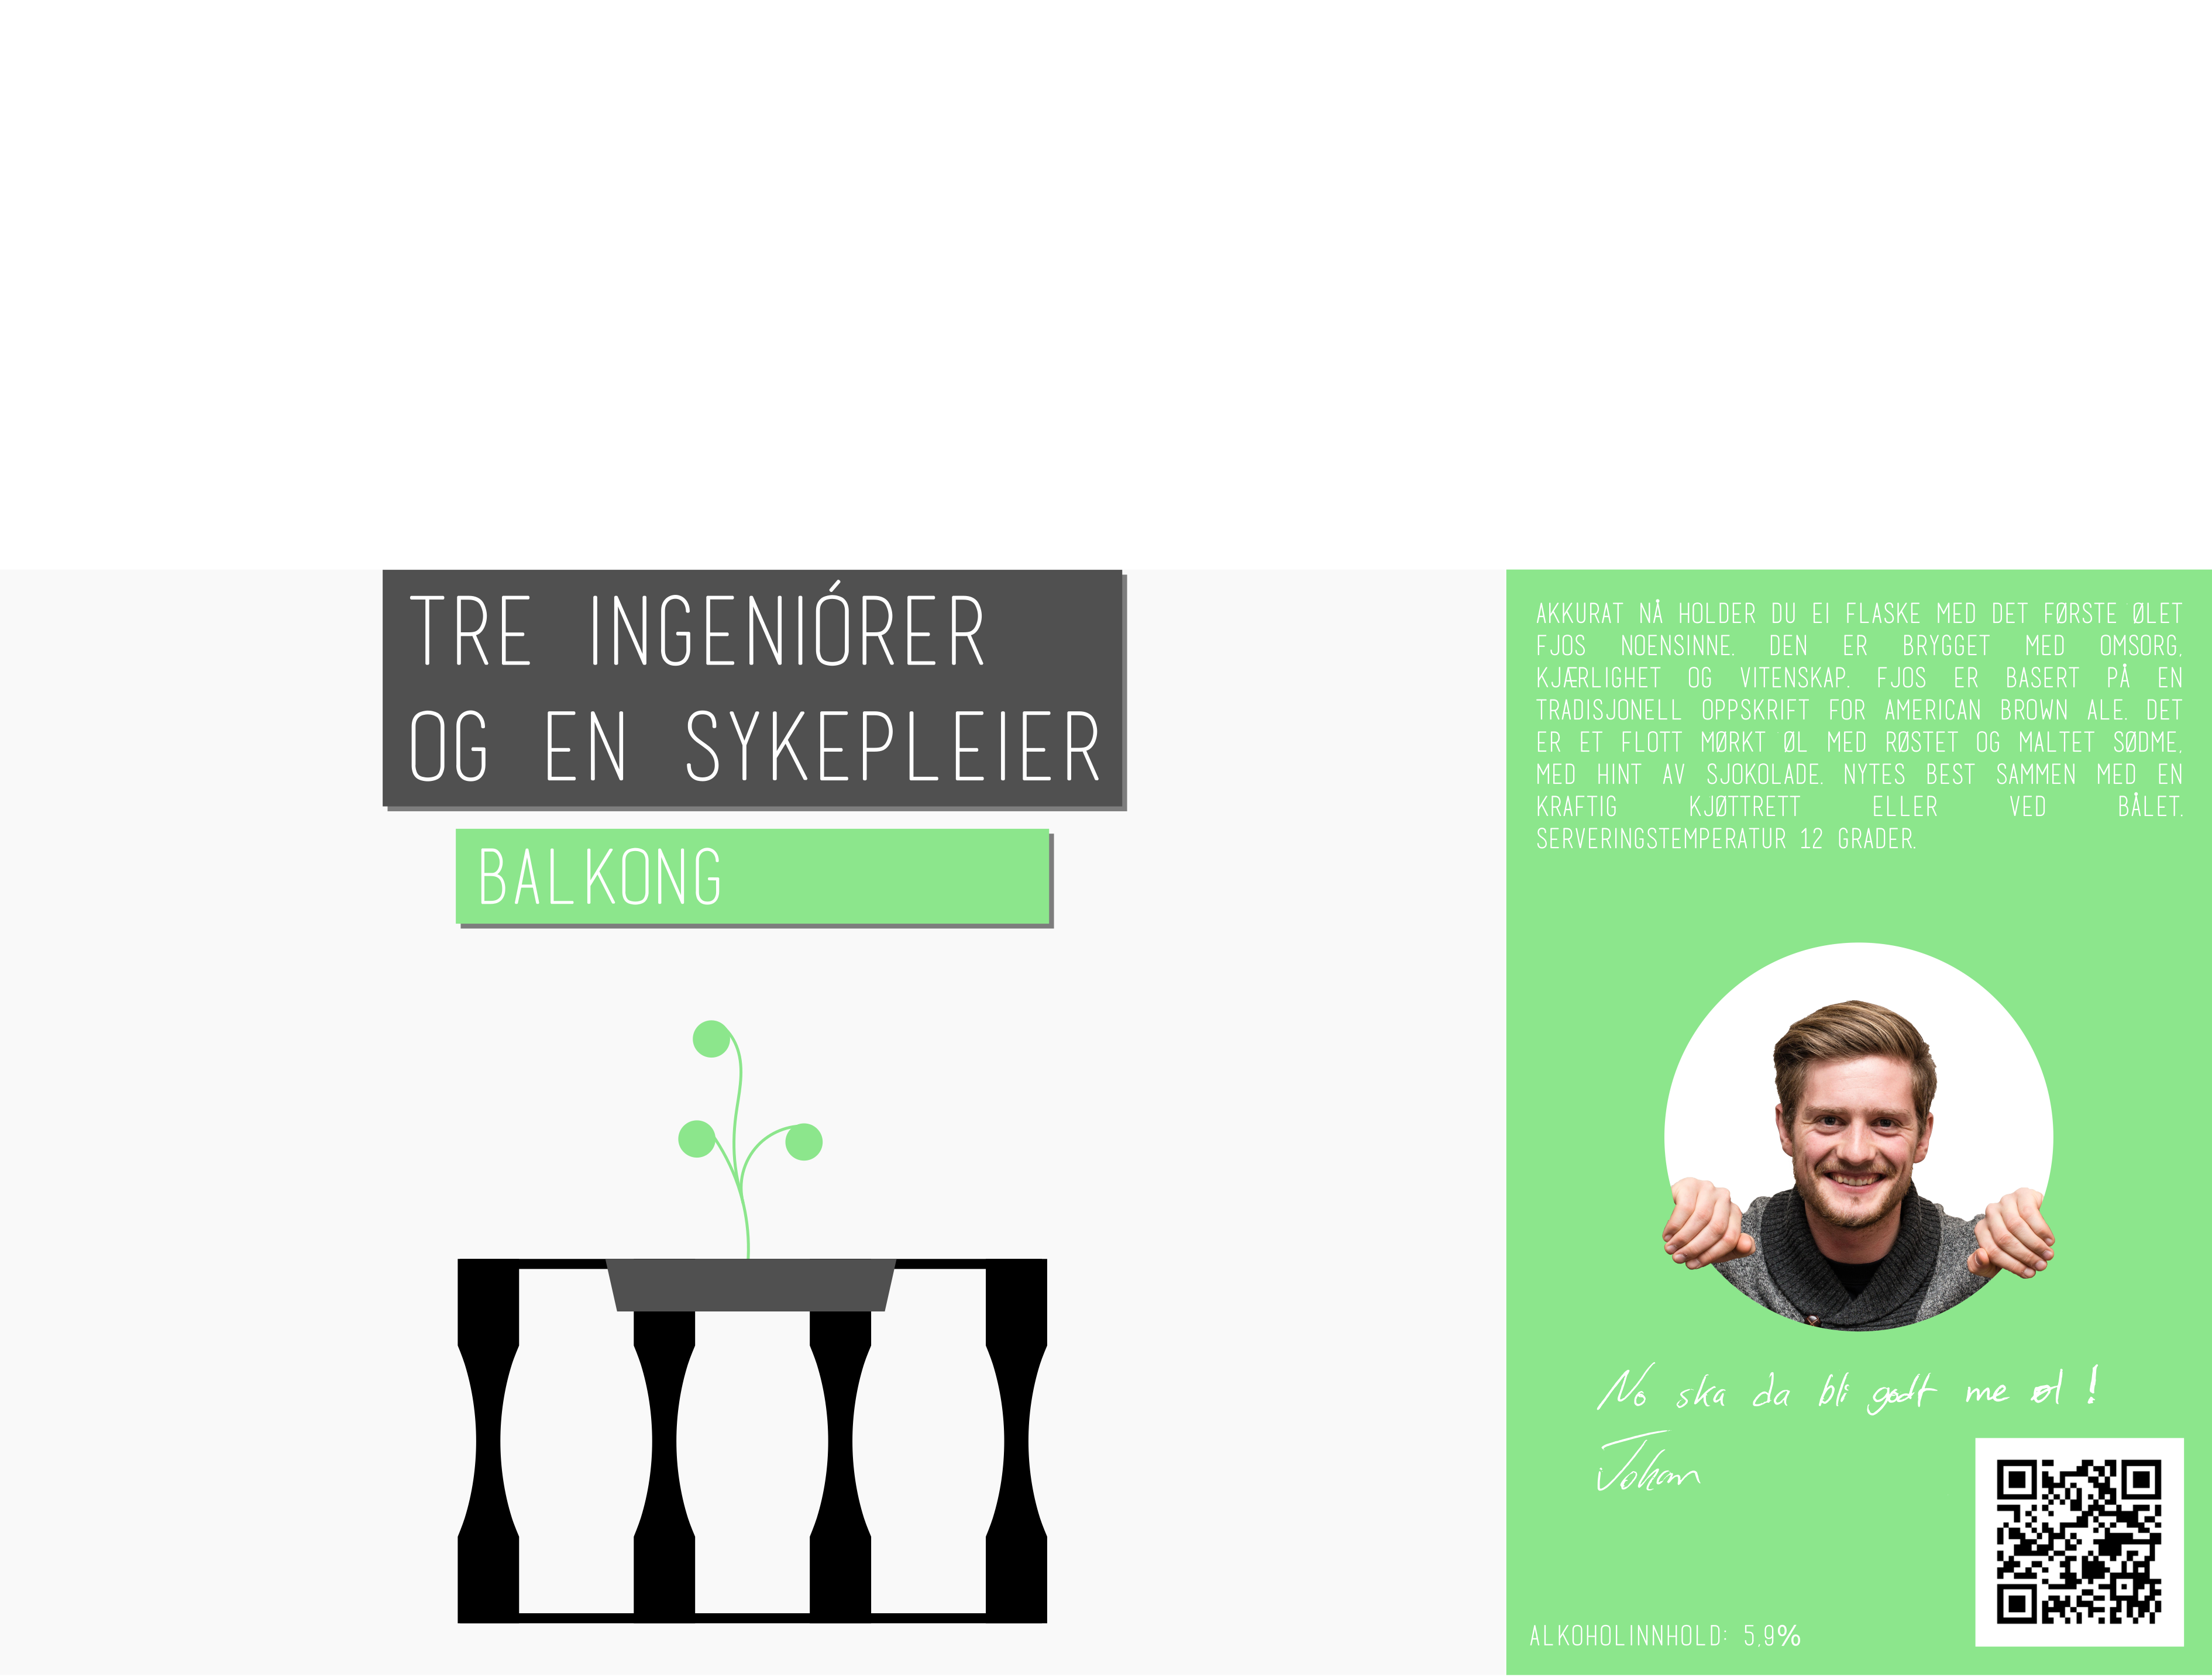 TRE INGENIÓRER
OG EN SYKEPLEIER
BALKONG
AKKURAT NÅ HOLDER DU EI FLASKE MED DET FØRSTE ØLET
FJOS NOENSINNE. DEN ER BRYGGET MED OMSORG,
KJÆRLIGHET OG VITENSKAP. FJOS ER BASERT PÅ EN
TRADISJONELL OPPSKRIFT FOR AMERICAN BROWN ALE. DET
ER ET FLOTT MØRKT ØL MED RØSTET OG MALTET SØDME,
MED HINT AV SJOKOLADE. NYTES BEST SAMMEN MED EN
KRAFTIG KJØTTRETT ELLER VED BÅLET.
SERVERINGSTEMPERATUR 12 GRADER.
No ska da bli godt me øl !
Johan
ALKOHOLINNHOLD: 5,9%